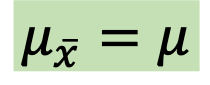 μ_x̄ = μ